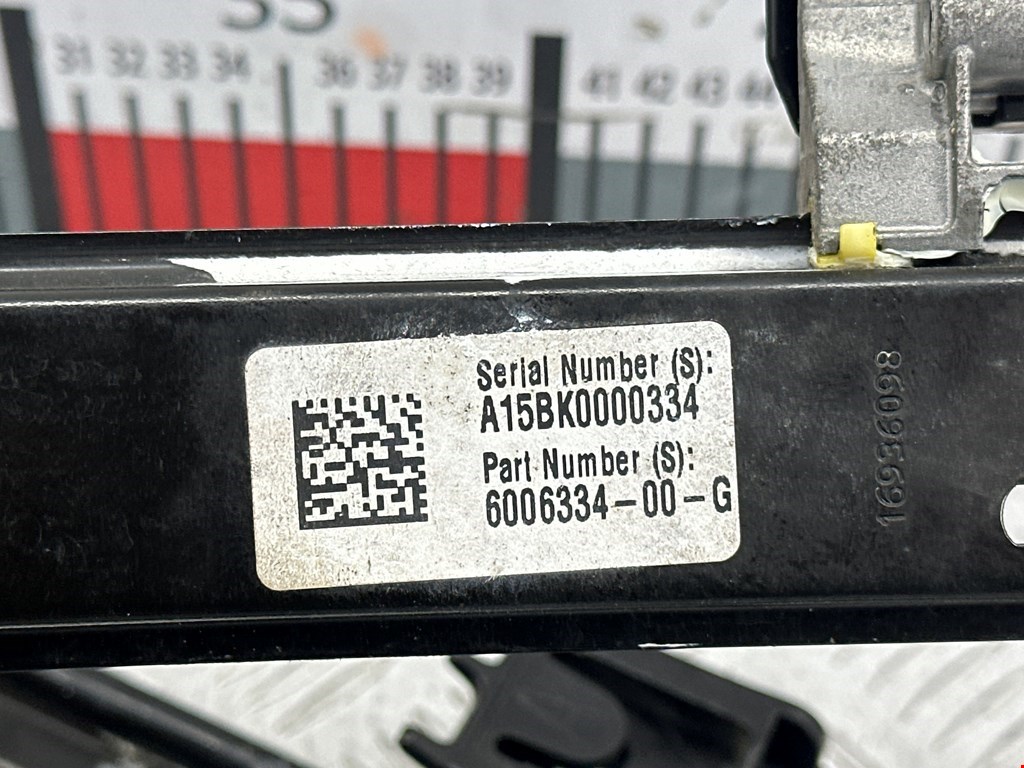 31 32 33 34 36 37 38 39 41 42 43 44
Serial Number (S):
A15BK0000334
Part Number (S):
6006334-00-G
16936098